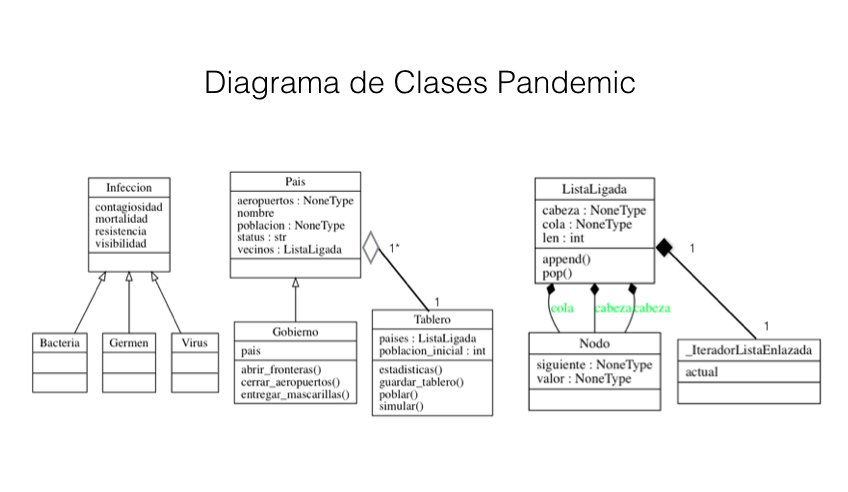 Diagrama de Clases Pandemic
Infeccion
contagiosidad
mortalidad
resistencia
visibilidad
Bacteria
Germen
Virus
Pais
aeropuertos : NoneType
nombre
poblacion : NoneType
status : str
vecinos : ListaLigada
1*
1
Gobierno
pais
abrir_fronteras()
cerrar_aeropuertos()
entregar_mascarillas()
Tablero
paises : ListaLigada
poblacion_inicial : int
estadisticas()
guardar_tablero()
poblar()
simular()
ListaLigada
cabeza : NoneType
cola : NoneType
len : int
append()
pop()
1
1
cola
cabeza
cabeza
Nodo
siguiente : NoneType
valor : NoneType
_IteradorListaEnlazada
actual